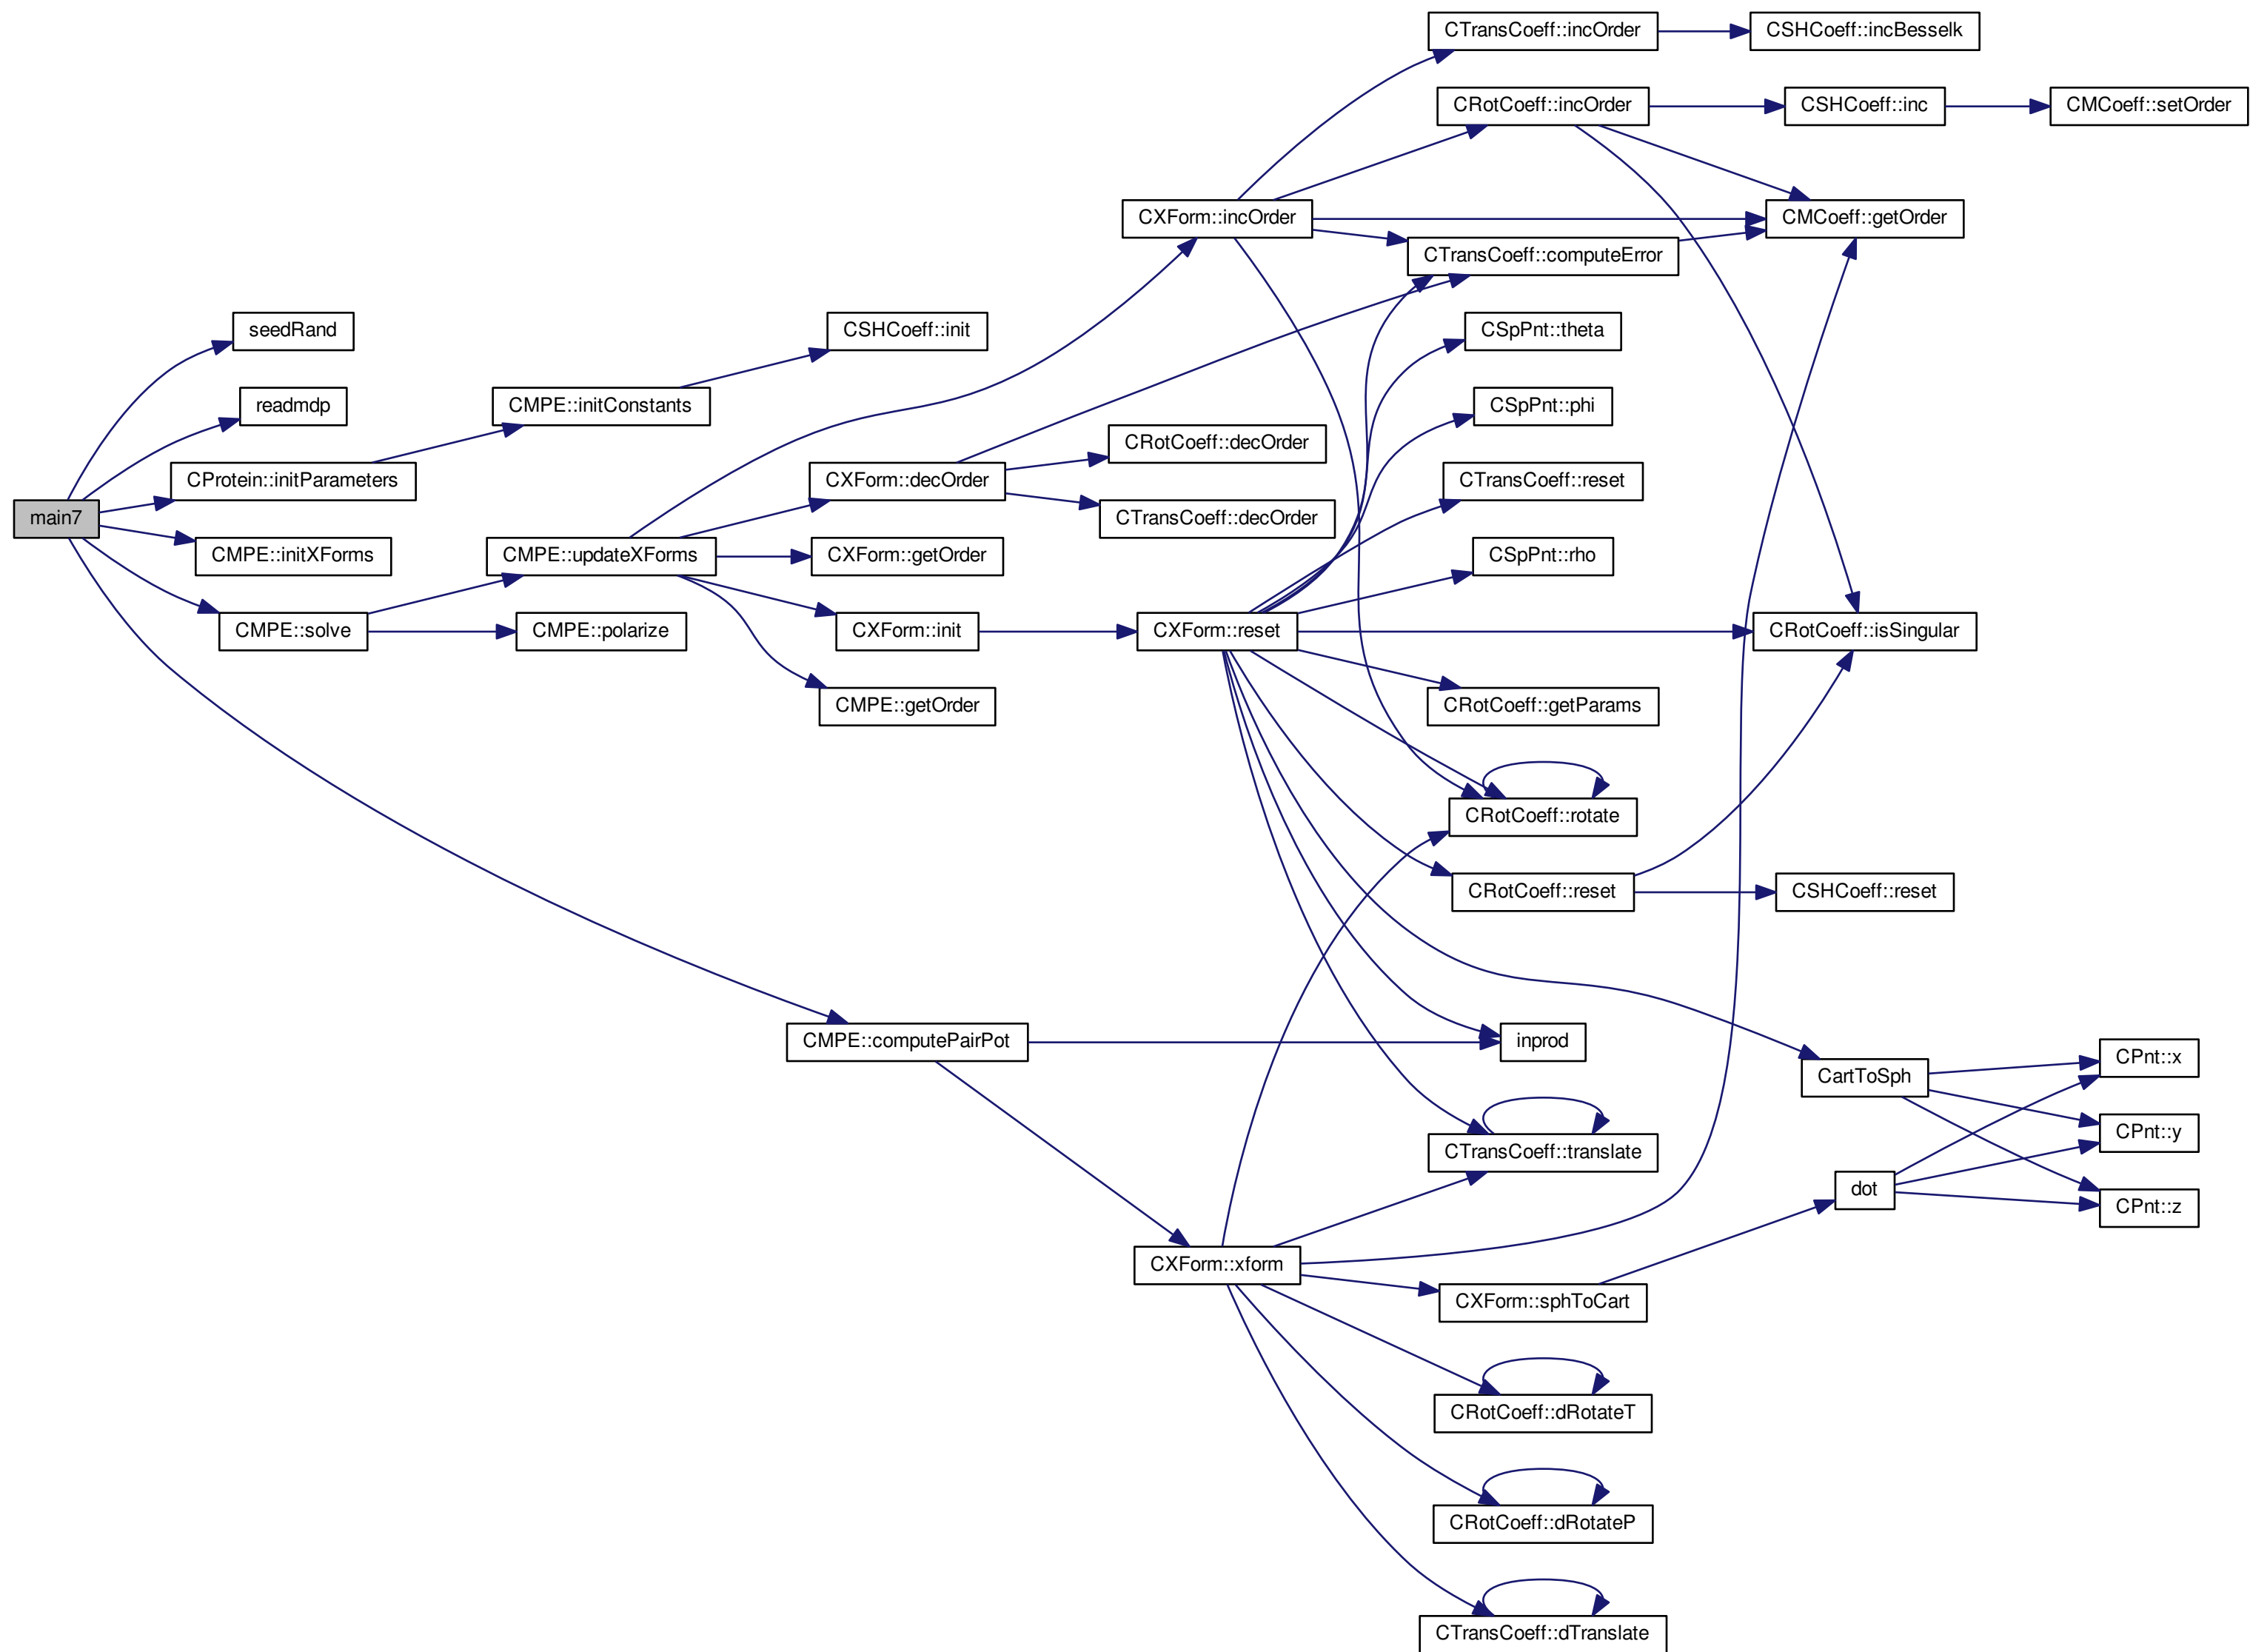 CTransCoeff::incOrder
CSHCoeff::incBesselk
CRotCoeff::incOrder
CSHCoeff::inc
CMCoeff::setOrder
CXForm::incOrder
CMCoeff::getOrder
CTransCoeff::computeError
seedRand
CSHCoeff::init
CSpPnt::theta
readmdp
CMPE::initConstants
CSpPnt::phi
CRotCoeff::decOrder
CProtein::initParameters
CXForm::decOrder
CTransCoeff::reset
main7
CTransCoeff::decOrder
CMPE::initXForms
CMPE::updateXForms
CXForm::getOrder
CSpPnt::rho
CMPE::solve
CMPE::polarize
CXForm::init
CXForm::reset
CRotCoeff::isSingular
CMPE::getOrder
CRotCoeff::getParams
CRotCoeff::rotate
CRotCoeff::reset
CSHCoeff::reset
CMPE::computePairPot
inprod
CPnt::x
CartToSph
CPnt::y
CTransCoeff::translate
dot
CPnt::z
CXForm::xform
CXForm::sphToCart
CRotCoeff::dRotateT
CRotCoeff::dRotateP
CTransCoeff::dTranslate